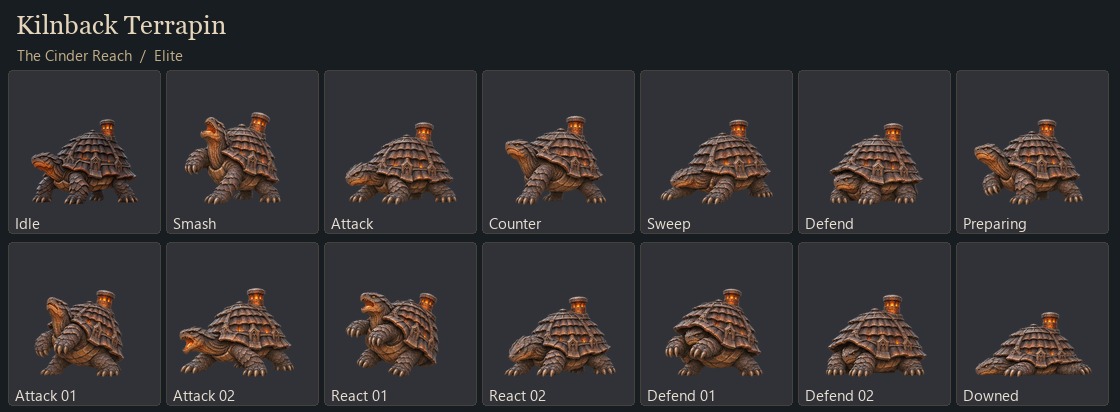 Kilnback Terrapin
The Cinder Reach / Elite
Idle
Smash
Attack
Counter
Sweep
Defend
Preparing
Attack 01
Attack 02
React 01
React 02
Defend 01
Defend 02
Downed